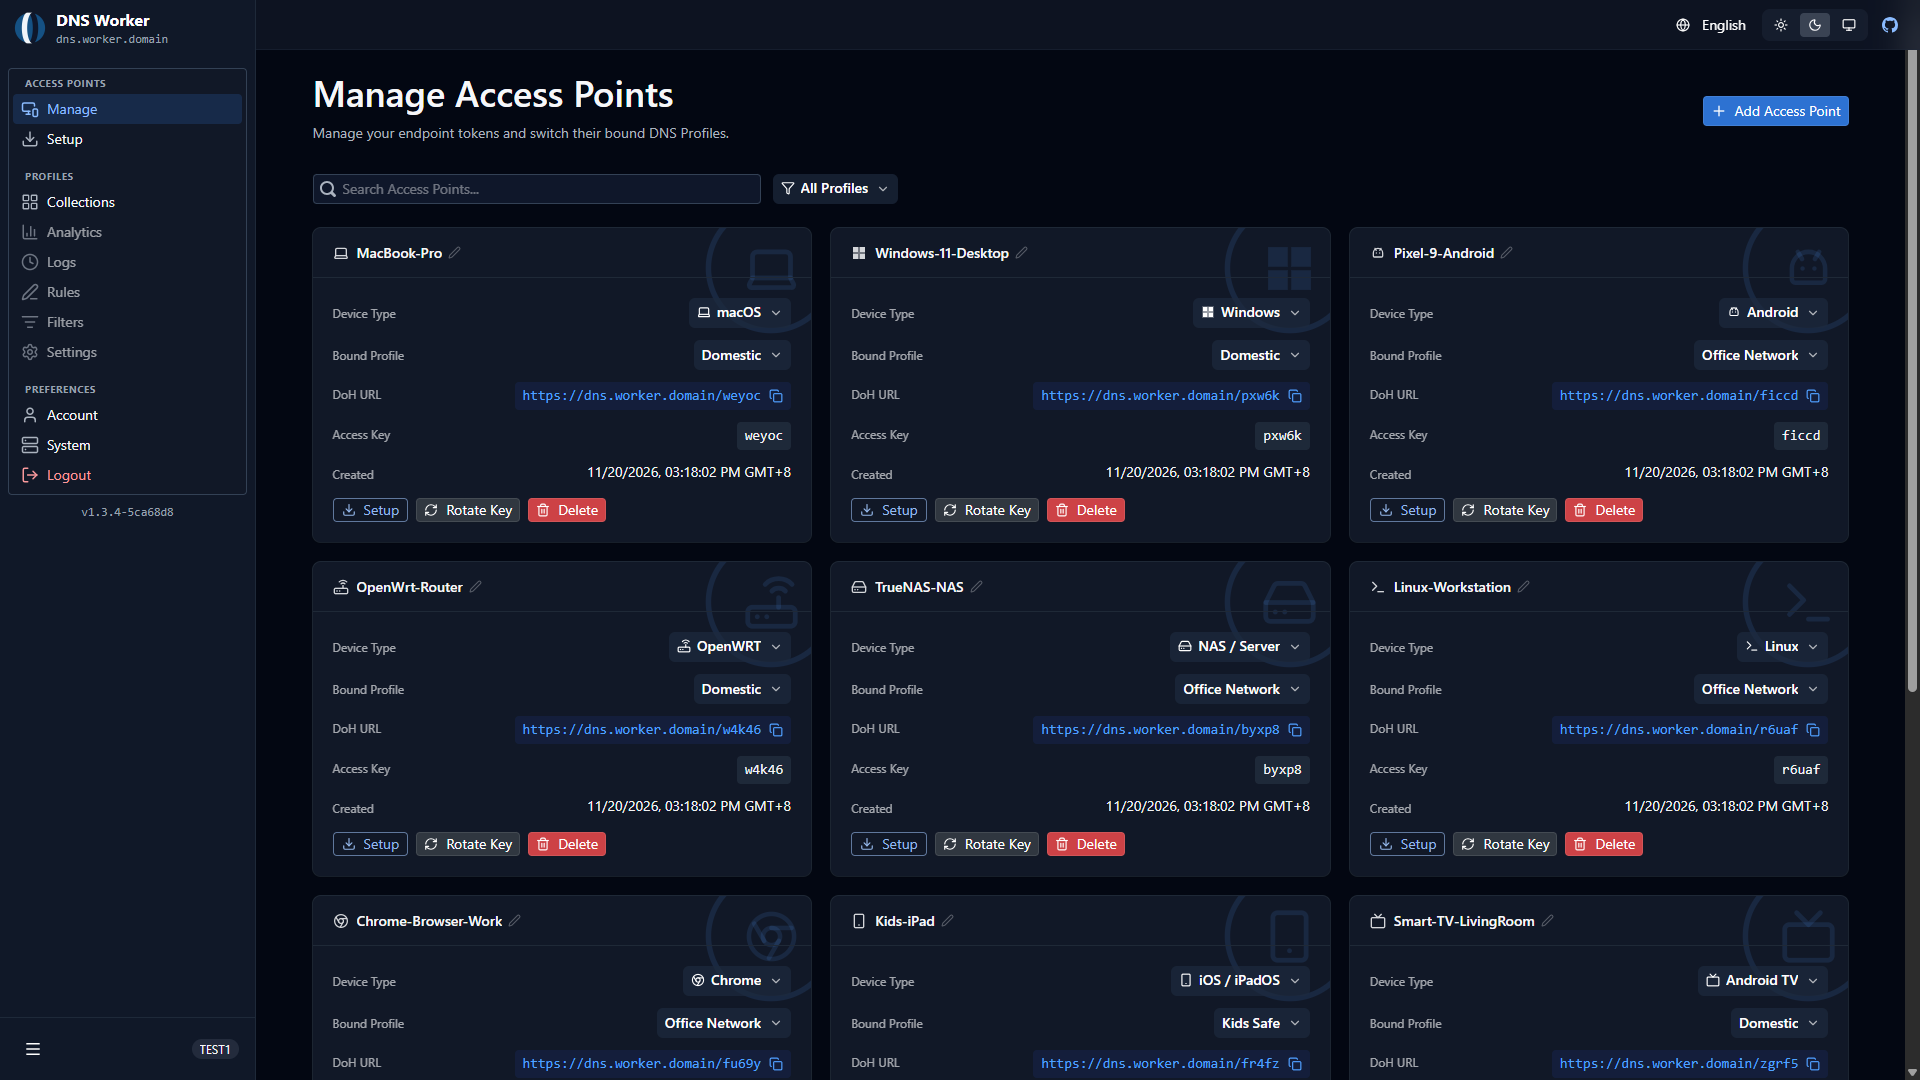 DNS Worker
dns.worker.domain
ACCESS POINTS
Manage
Setup
PROFILES
Collections
Analytics
Logs
Rules
Filters
Settings
PREFERENCES
Account
System
Logout
v1.3.4-5ca68d8
TEST1
English
Manage Access Points
Manage your endpoint tokens and switch their bound DNS Profiles.
Add Access Point
Search Access Points...
All Profiles
MacBook-Pro
Device Type macOS
Bound Profile Domestic
DoH URL https://dns.worker.domain/weyoc
Access Key weyoc
Created 11/20/2026, 03:18:02 PM GMT+8
Setup Rotate Key Delete
Windows-11-Desktop
Device Type Windows
Bound Profile Domestic
DoH URL https://dns.worker.domain/pxw6k
Access Key pxw6k
Created 11/20/2026, 03:18:02 PM GMT+8
Setup Rotate Key Delete
Pixel-9-Android
Device Type Android
Bound Profile Office Network
DoH URL https://dns.worker.domain/ficcd
Access Key ficcd
Created 11/20/2026, 03:18:02 PM GMT+8
Setup Rotate Key Delete
OpenWrt-Router
Device Type OpenWRT
Bound Profile Domestic
DoH URL https://dns.worker.domain/w4k46
Access Key w4k46
Created 11/20/2026, 03:18:02 PM GMT+8
Setup Rotate Key Delete
TrueNAS-NAS
Device Type NAS / Server
Bound Profile Office Network
DoH URL https://dns.worker.domain/byxp8
Access Key byxp8
Created 11/20/2026, 03:18:02 PM GMT+8
Setup Rotate Key Delete
Linux-Workstation
Device Type Linux
Bound Profile Office Network
DoH URL https://dns.worker.domain/r6uaf
Access Key r6uaf
Created 11/20/2026, 03:18:02 PM GMT+8
Setup Rotate Key Delete
Chrome-Browser-Work
Device Type Chrome
Bound Profile Office Network
DoH URL https://dns.worker.domain/fu69y
Kids-iPad
Device Type iOS / iPadOS
Bound Profile Kids Safe
DoH URL https://dns.worker.domain/fr4fz
Smart-TV-LivingRoom
Device Type Android TV
Bound Profile Domestic
DoH URL https://dns.worker.domain/zgrf5